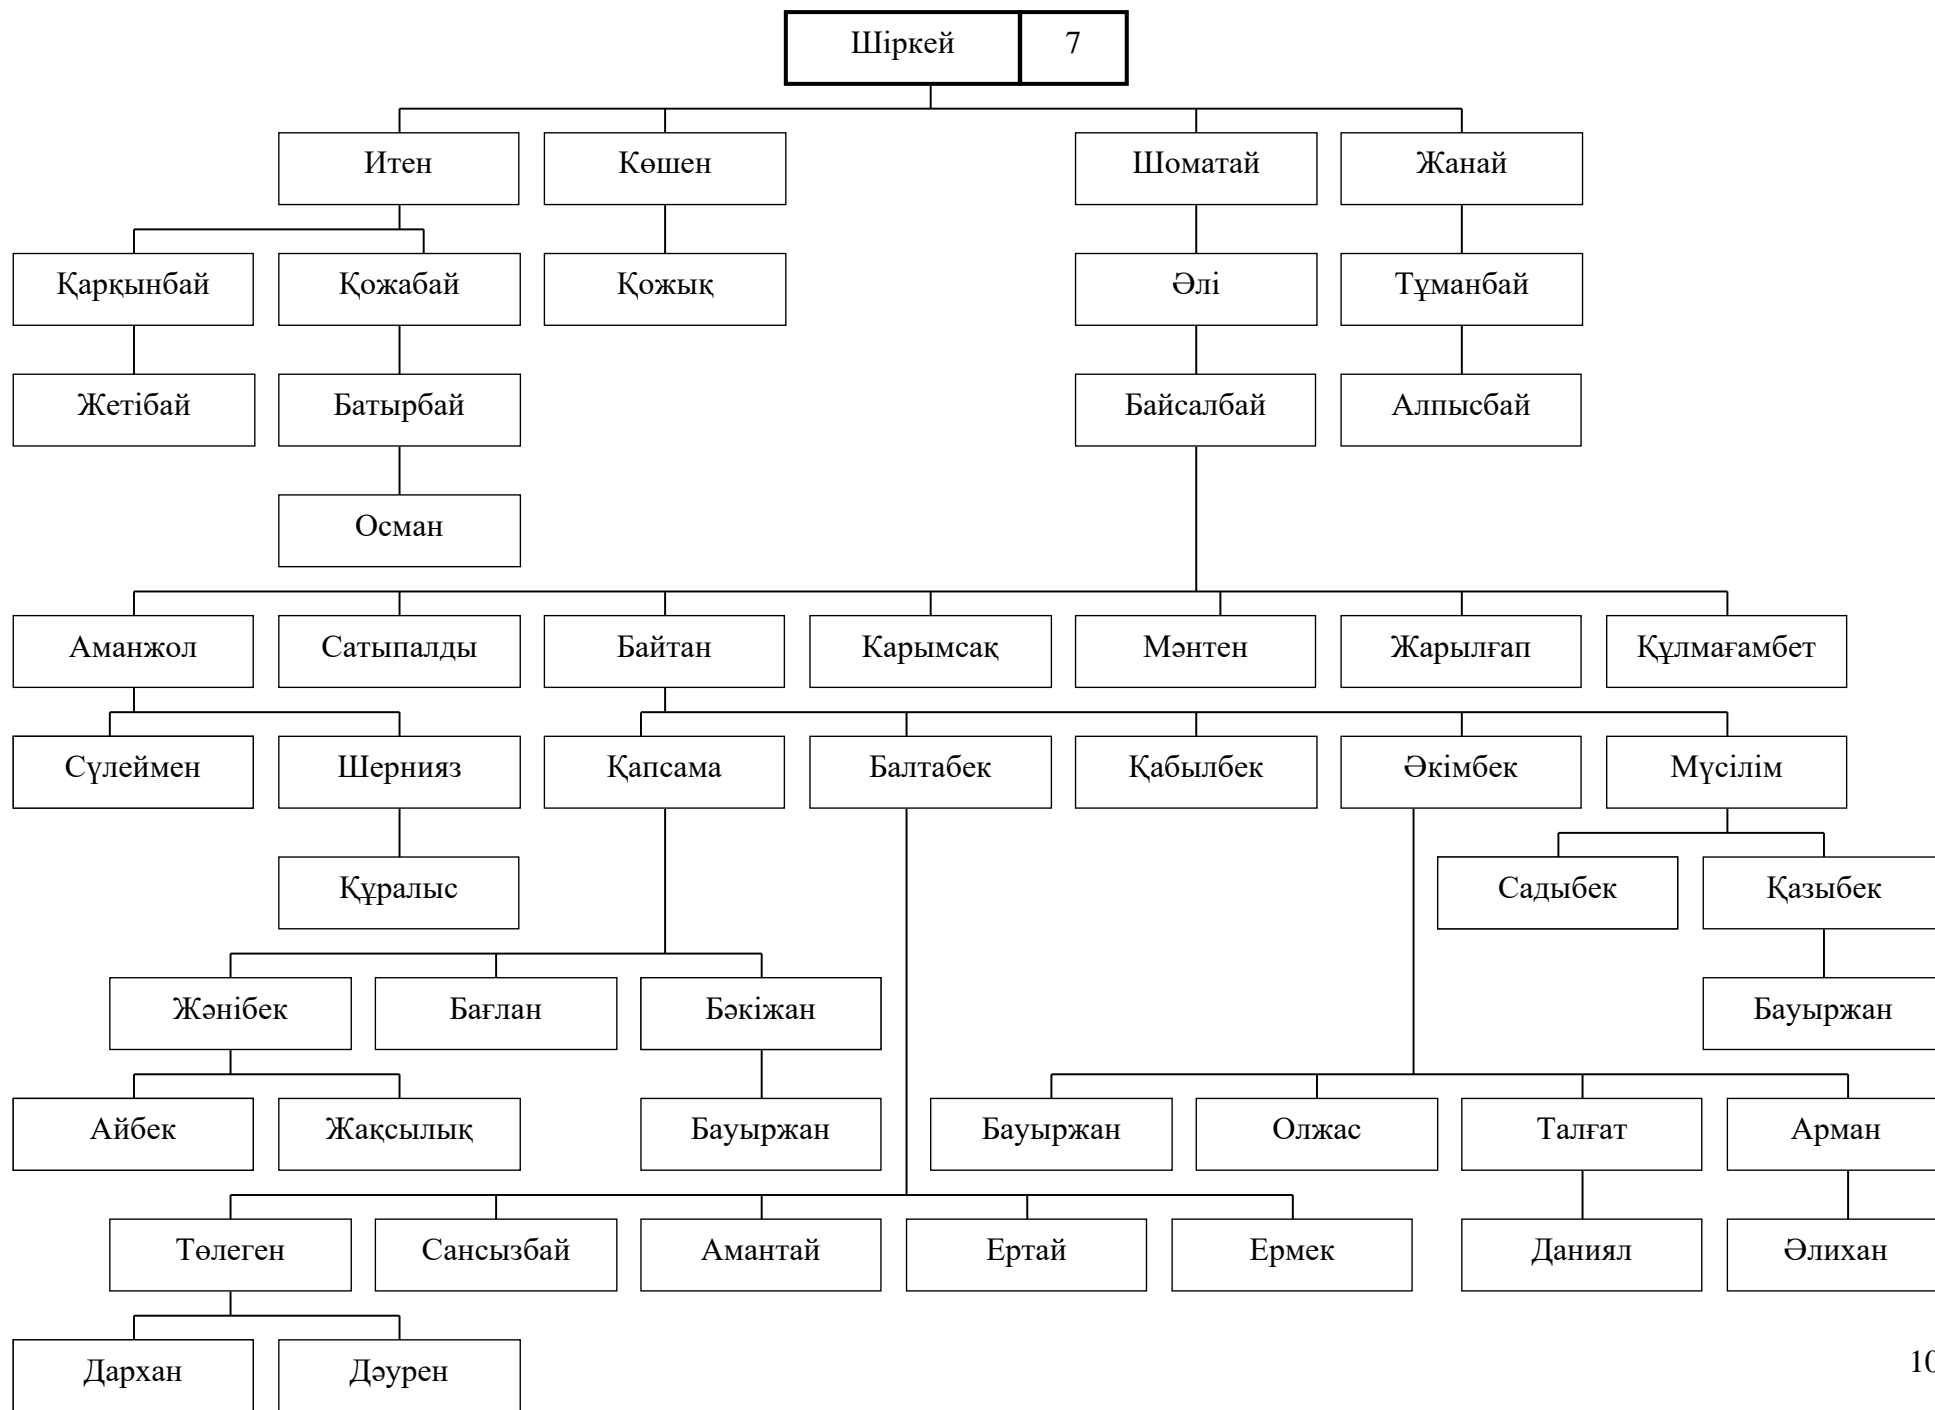 Шіркей 7
Итен Көшен Шоматай Жанай
Қарқынбай Қожабай Қожық Әлі Тұманбай
Жетібай Батырбай Байсалбай Алпысбай
Осман
Аманжол Сатыпалды Байтан Карымсақ Мәнтен Жарылғап Құлмағамбет
Сүлеймен Шернияз Қапсама Балтабек Қабылбек Әкімбек Мүсілім
Құралыс Садыбек Қазыбек
Жәнібек Бағлан Бәкіжан Бауыржан
Айбек Жақсылық Бауыржан Бауыржан Олжас Талғат Арман
Төлеген Сансызбай Амантай Ертай Ермек Даниял Әлихан
Дархан Дәурен
10